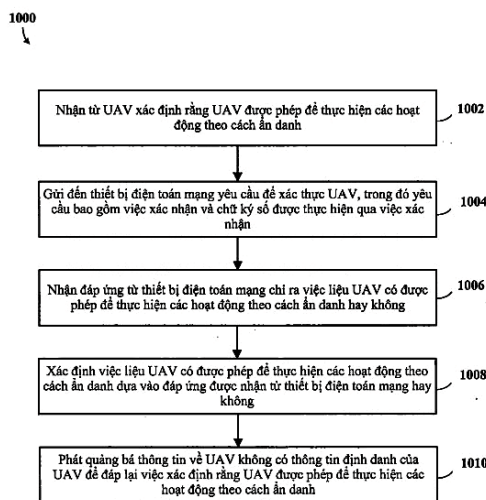 1000
Nhận từ UAV xác định rằng UAV được phép để thực hiện các hoạt
động theo cách ẩn danh
1002
Gửi đến thiết bị điện toán mạng yêu cầu để xác thực UAV, trong đó yêu
cầu bao gồm việc xác nhận và chữ ký số được thực hiện qua việc xác
nhận
1004
Nhận đáp ứng từ thiết bị điện toán mạng chỉ ra việc liệu UAV có được
phép để thực hiện các hoạt động theo cách ẩn danh hay không
1006
Xác định việc liệu UAV có được phép để thực hiện các hoạt động theo
cách ẩn danh dựa vào đáp ứng được nhận từ thiết bị điện toán mạng hay
không
1008
Phát quảng bá thông tin về UAV không có thông tin định danh của
UAV để đáp lại việc xác định rằng UAV được phép để thực hiện các
hoạt động theo cách ẩn danh
1010